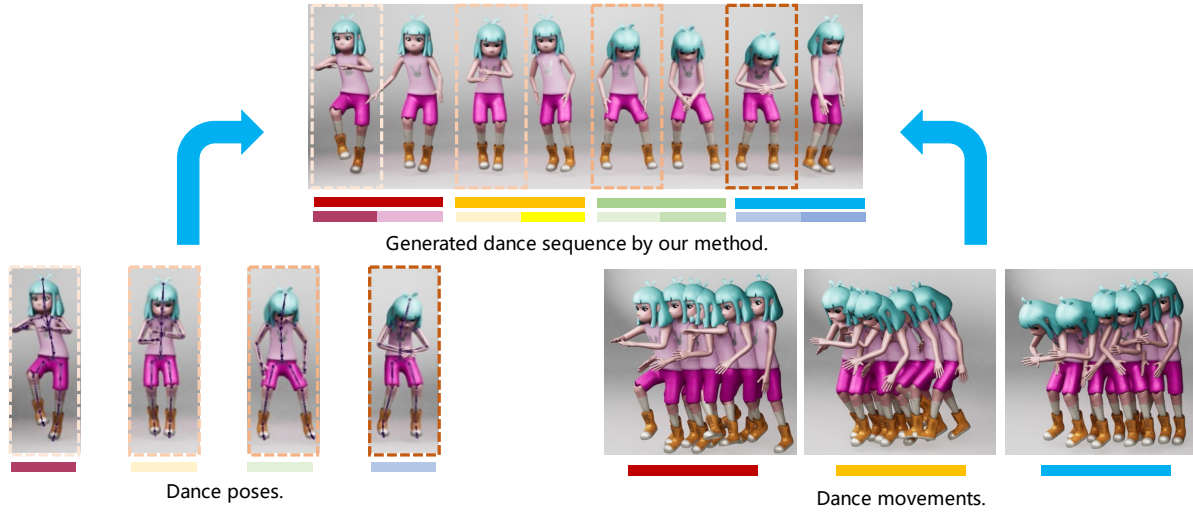 Generated dance sequence by our method.
Dance poses.
Dance movements.